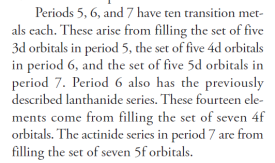 Periods 5, 6, and 7 have ten transition met-
als each. These arise from filling the set of five
3d orbitals in period 5, the set of five 4d orbitals
in period 6, and the set of five 5d orbitals in
period 7. Period 6 also has the previously
described lanthanide series. These fourteen ele-
ments come from filling the set of seven 4f
orbitals. The actinide series in period 7 are from
filling the set of seven 5f orbitals.